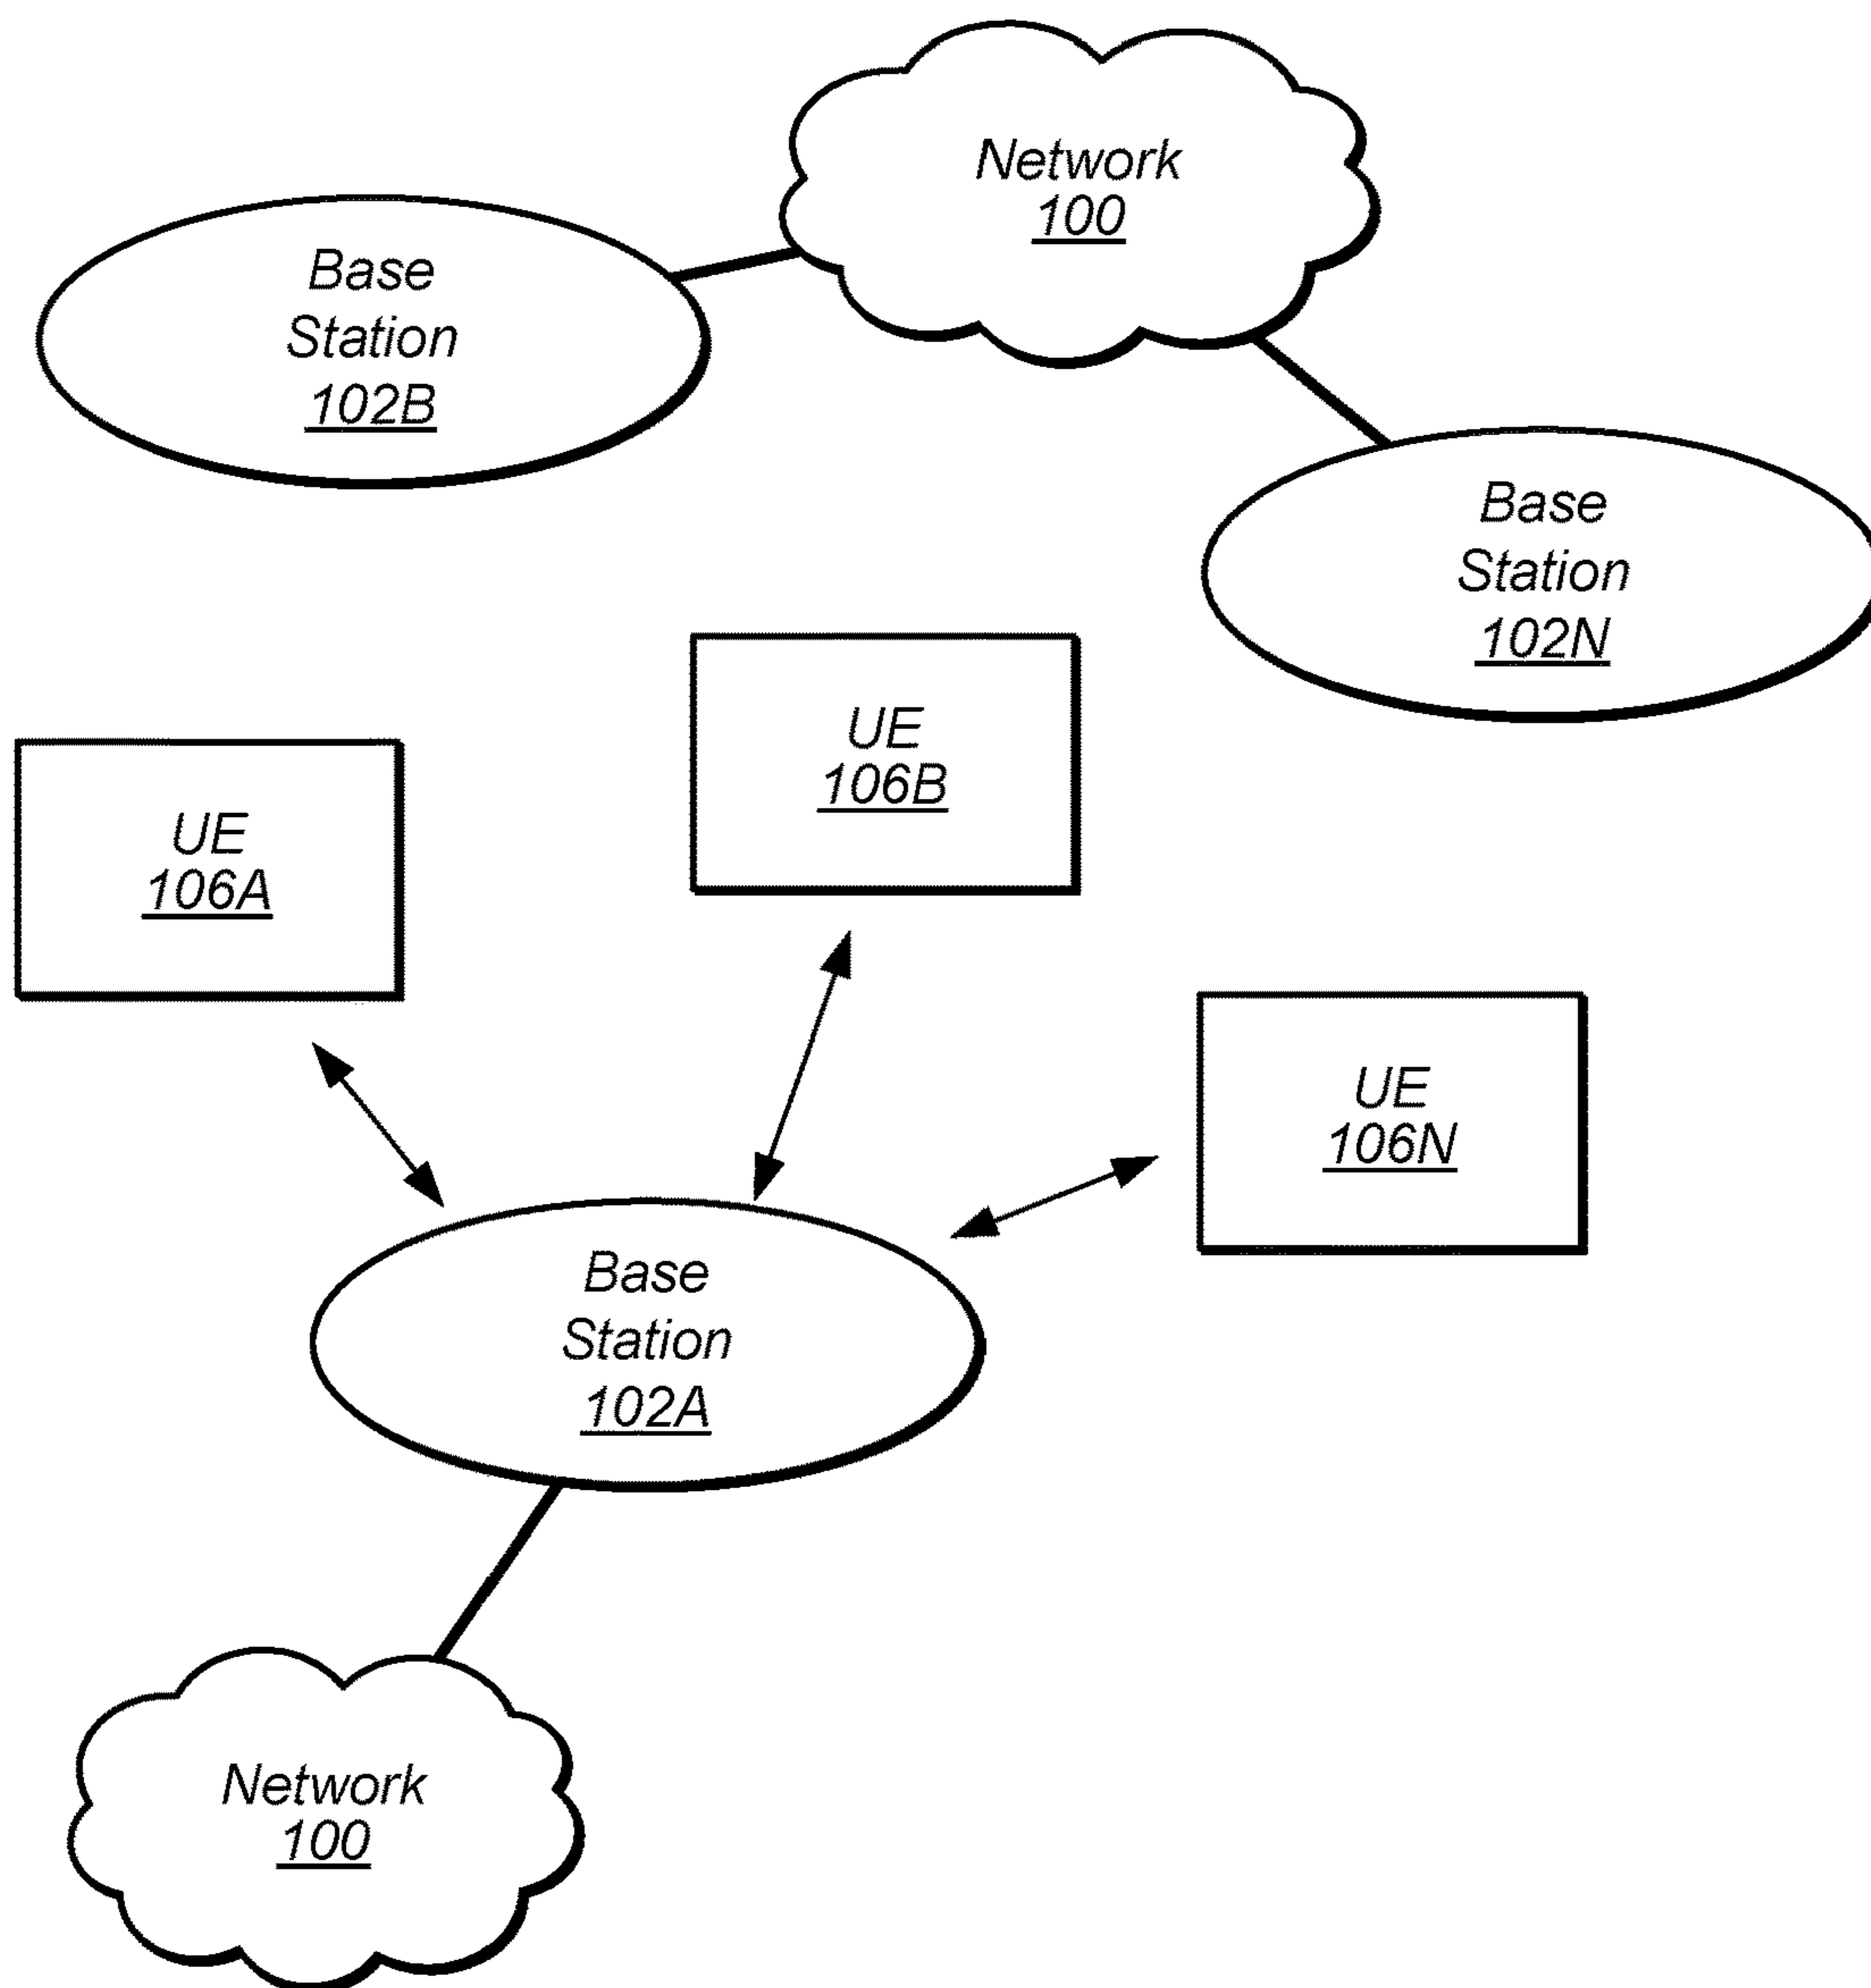 Network
100
Base
Station
102B
Base
Station
102N
UE
106B
UE
106A
UE
106N
Base
Station
102A
Network
100